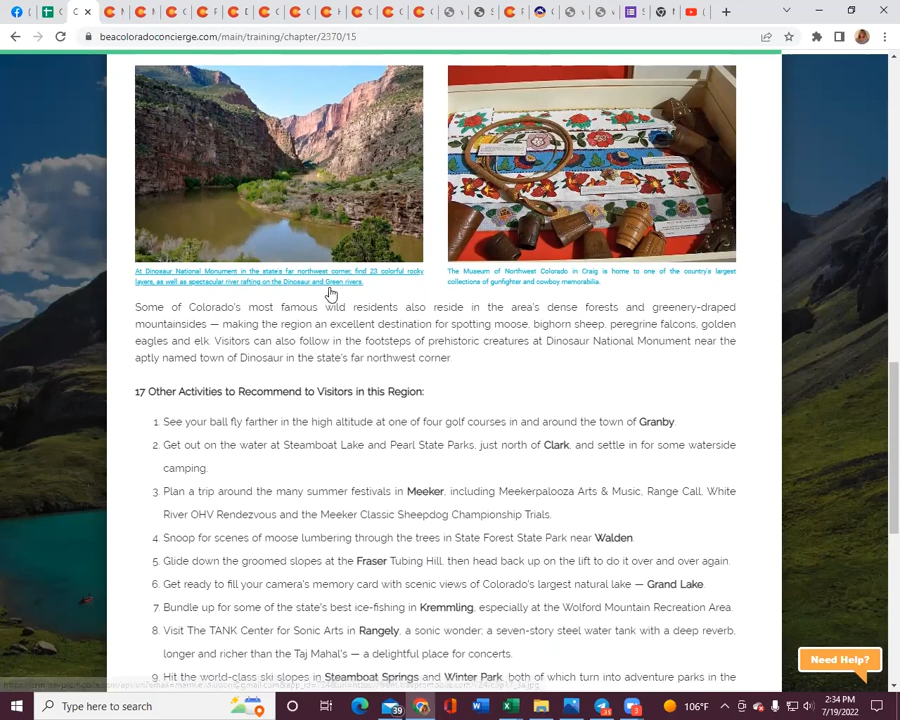 beacoloradoconcierge.com/main/training/chapter/2370/15
At Dinosaur National Monument in the state's far northwest corner, find 23 colorful rocky
layers, as well as spectacular river rafting on the Dinosaur and Green rivers.
The Museum of Northwest Colorado in Craig is home to one of the country's largest
collections of gunfighter and cowboy memorabilia.
Some of Colorado's most famous wild residents also reside in the area's dense forests and greenery-draped
mountainsides — making the region an excellent destination for spotting moose, bighorn sheep, peregrine falcons, golden
eagles and elk. Visitors can also follow in the footsteps of prehistoric creatures at Dinosaur National Monument near the
aptly named town of Dinosaur in the state's far northwest corner.
17 Other Activities to Recommend to Visitors in this Region:
1. See your ball fly farther in the high altitude at one of four golf courses in and around the town of Granby.
2. Get out on the water at Steamboat Lake and Pearl State Parks, just north of Clark, and settle in for some waterside
camping.
3. Plan a trip around the many summer festivals in Meeker, including Meekerpalooza Arts & Music, Range Call, White
River OHV Rendezvous and the Meeker Classic Sheepdog Championship Trials.
4. Snoop for scenes of moose lumbering through the trees in State Forest State Park near Walden.
5. Glide down the groomed slopes at the Fraser Tubing Hill, then head back up on the lift to do it over and over again.
6. Get ready to fill your camera's memory card with scenic views of Colorado's largest natural lake — Grand Lake.
7. Bundle up for some of the state's best ice-fishing in Kremmling, especially at the Wolford Mountain Recreation Area.
8. Visit The TANK Center for Sonic Arts in Rangely, a sonic wonder; a seven-story steel water tank with a deep reverb,
longer and richer than the Taj Mahal's — a delightful place for concerts.
9. Hit the world-class ski slopes in Steamboat Springs and Winter Park, both of which turn into adventure parks in the
Need Help?
Type here to search
39
106°F
2:34 PM
7/19/2022